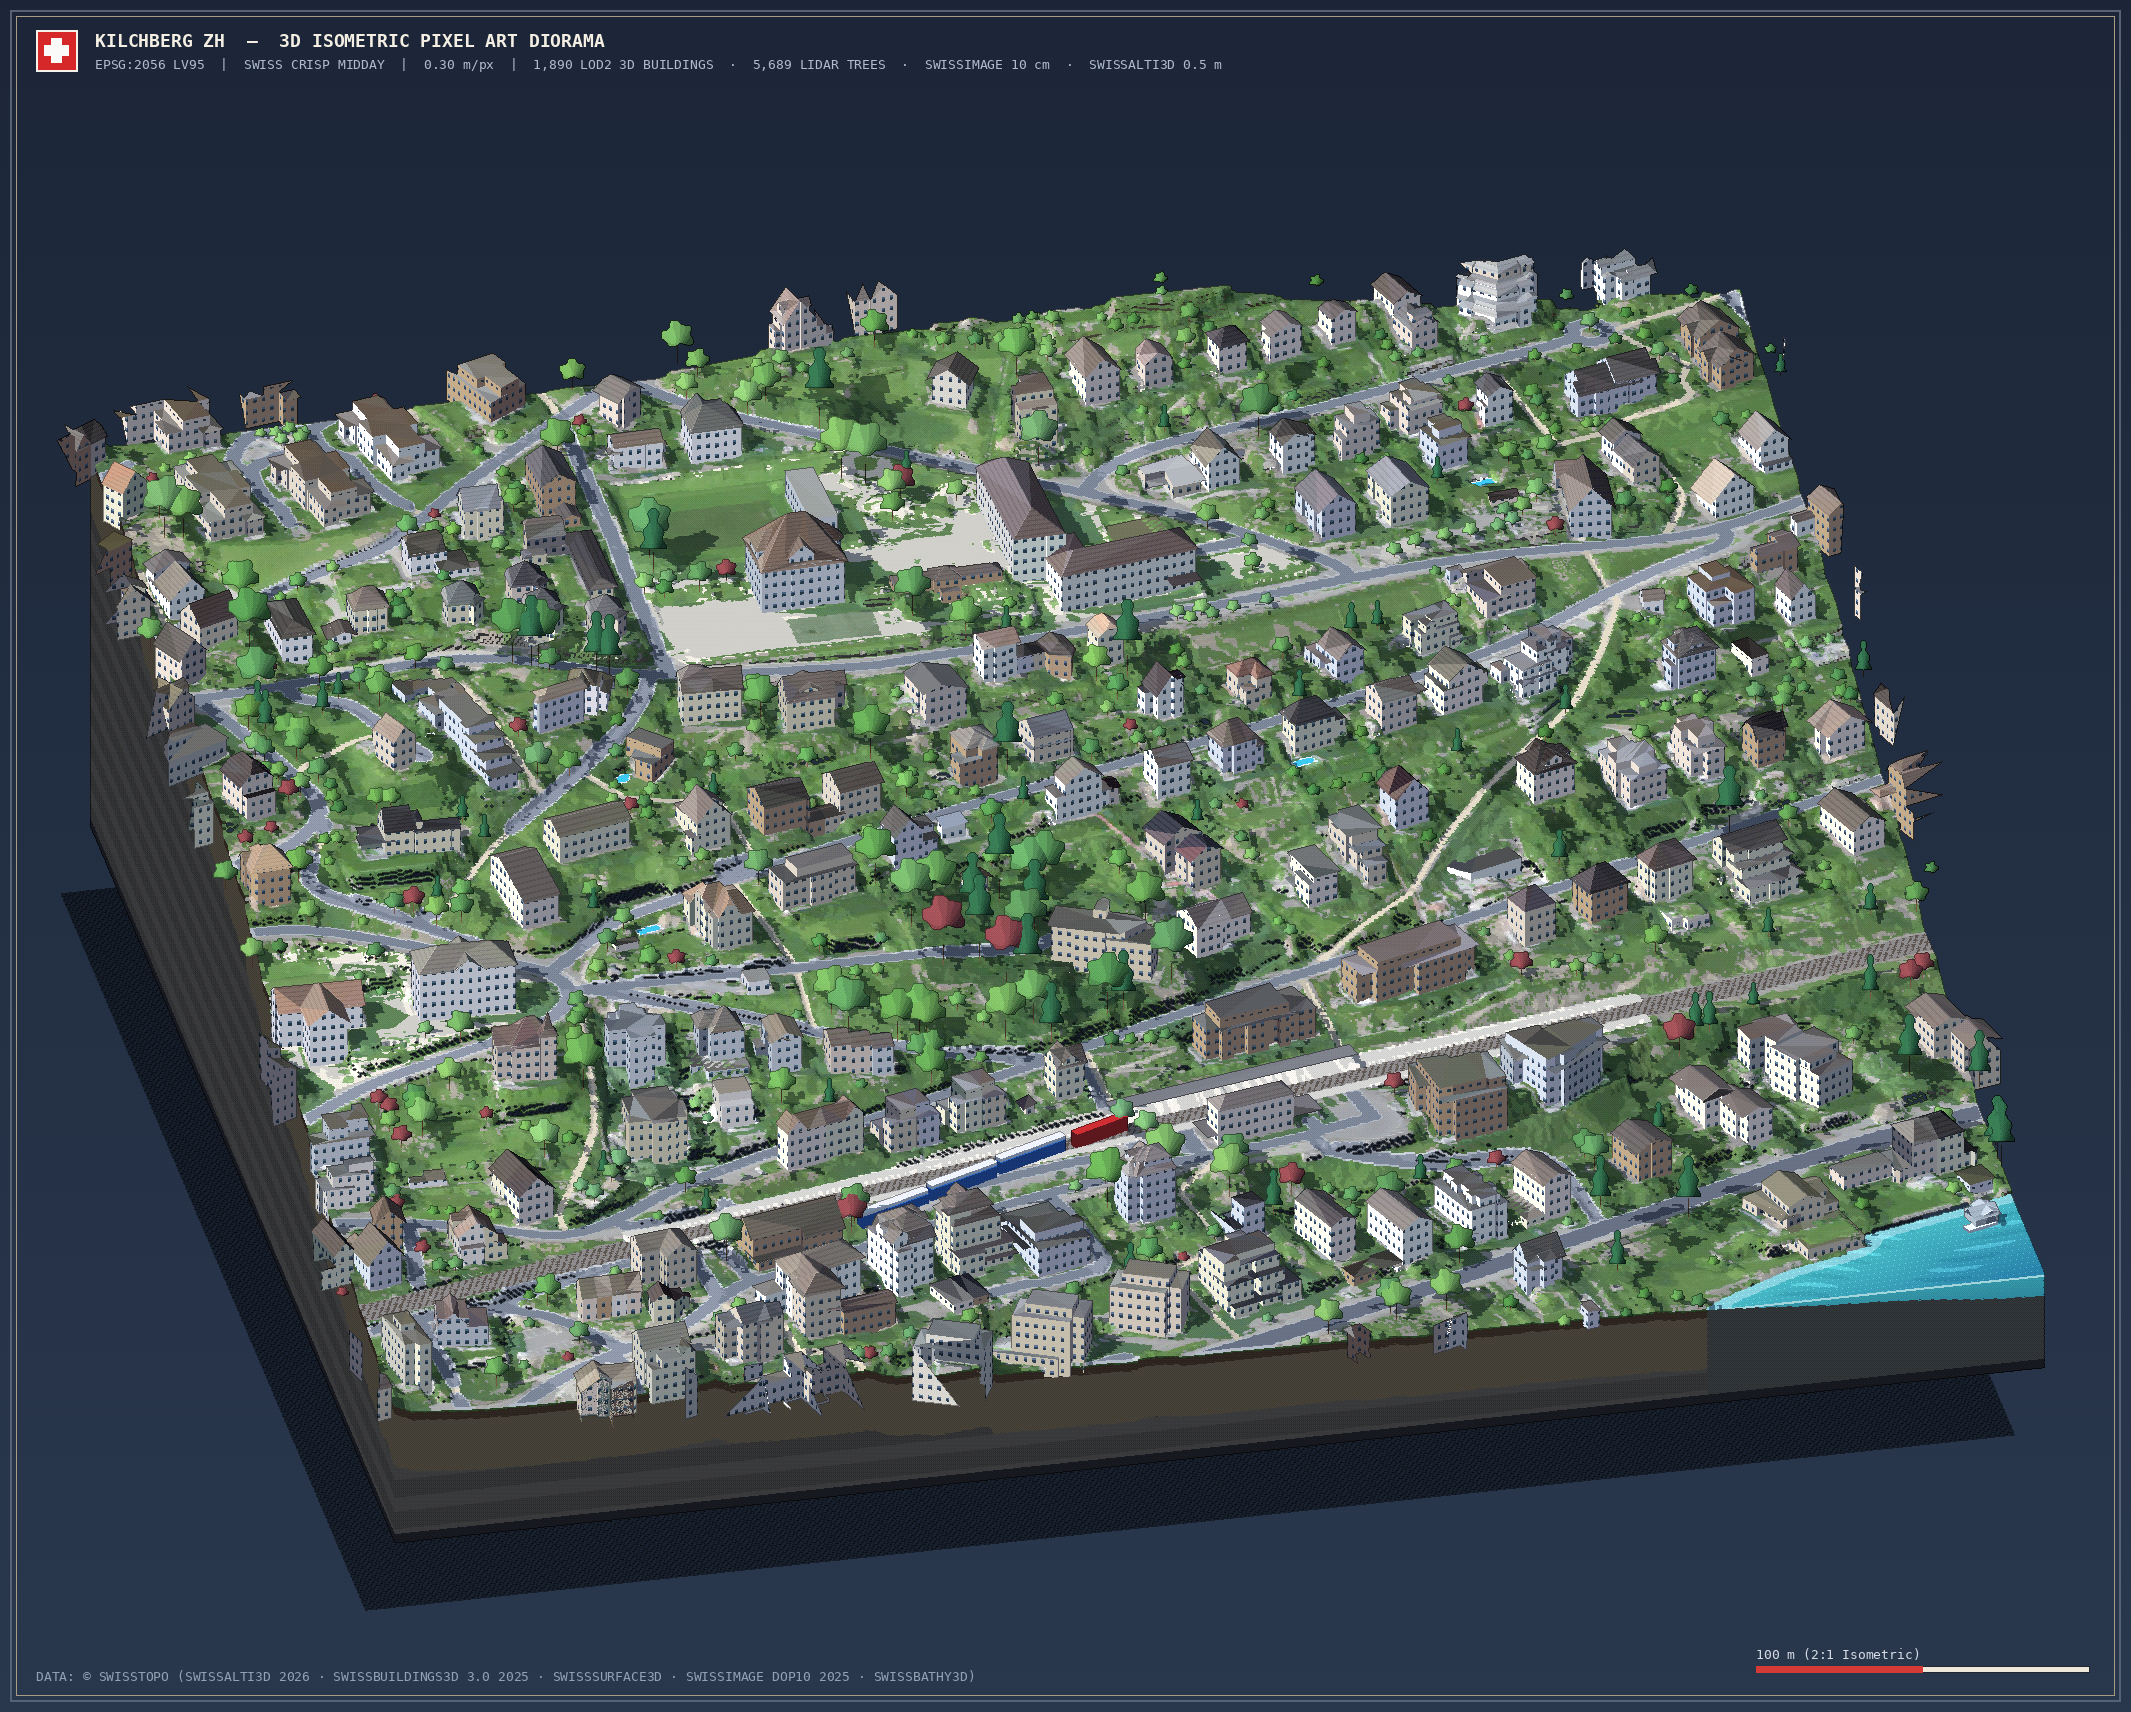 KILCHBERG ZH — 3D ISOMETRIC PIXEL ART DIORAMA
EPSG:2056 LV95 | SWISS CRISP MIDDAY | 0.30 m/px | 1,890 LOD2 3D BUILDINGS · 5,689 LIDAR TREES · SWISSIMAGE 10 cm · SWISSALTI3D 0.5 m
100 m (2:1 Isometric)
DATA: © SWISSTOPO (SWISSALTI3D 2026 · SWISSBUILDINGS3D 3.0 2025 · SWISSSURFACE3D · SWISSIMAGE DOP10 2025 · SWISSBATHY3D)